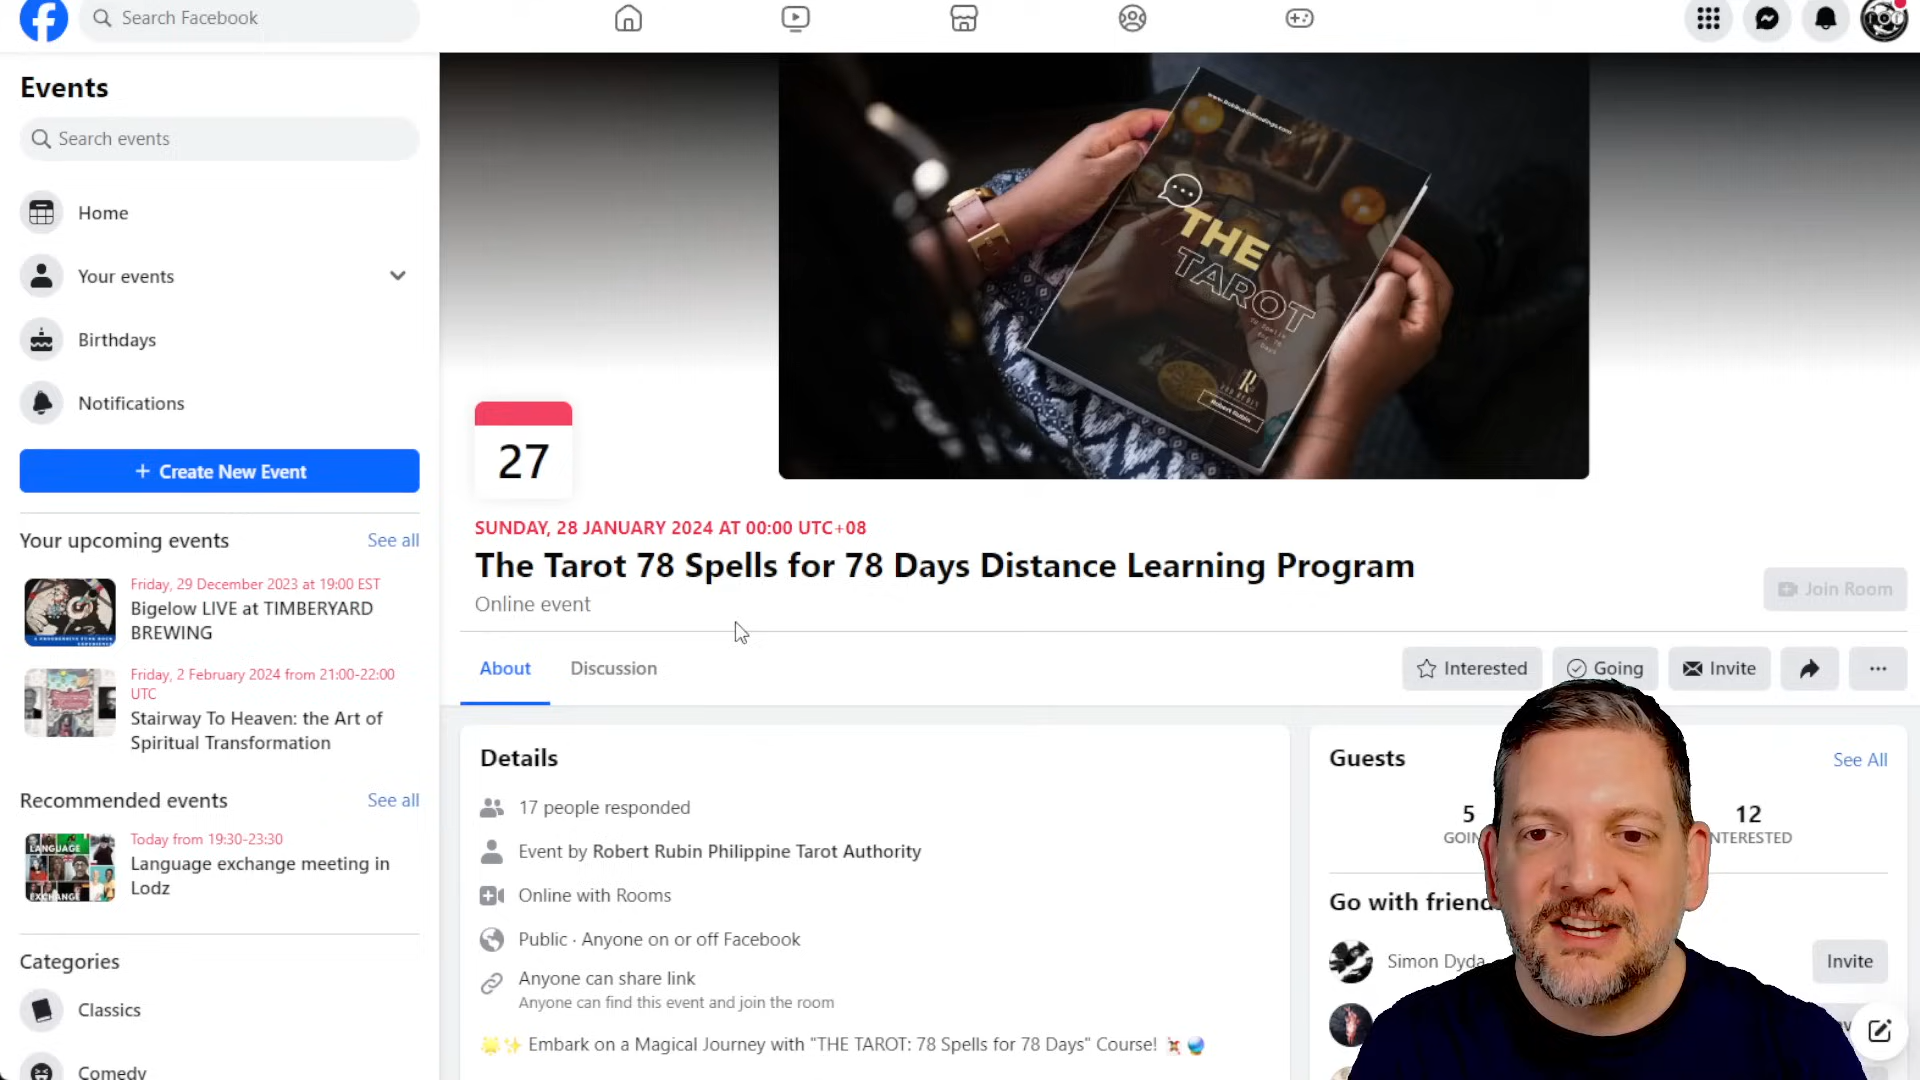 Search Facebook
Events
Search events
Home
Your events
Birthdays
Notifications
+ Create New Event
Your upcoming events
See all
Friday, 29 December 2023 at 19:00 EST
Bigelow LIVE at TIMBERYARD
BREWING
Friday, 2 February 2024 from 21:00-22:00
UTC
Stairway To Heaven: the Art of
Spiritual Transformation
Recommended events
See all
Today from 19:30-23:30
Language exchange meeting in
Lodz
LANGUAGE
EXCHANGE
Categories
Classics
Comedy
THE
TAROT
Robert Rubin
27
SUNDAY, 28 JANUARY 2024 AT 00:00 UTC+08
The Tarot 78 Spells for 78 Days Distance Learning Program
Online event
Join Room
About
Discussion
Interested
Going
Invite
Details
17 people responded
Event by Robert Rubin Philippine Tarot Authority
Online with Rooms
Public · Anyone on or off Facebook
Anyone can share link
Anyone can find this event and join the room
🌟✨ Embark on a Magical Journey with "THE TAROT: 78 Spells for 78 Days" Course! 🃏🔮
Guests
See All
5
GOIN
12
NTERESTED
Go with friend
Simon Dyda
Invite